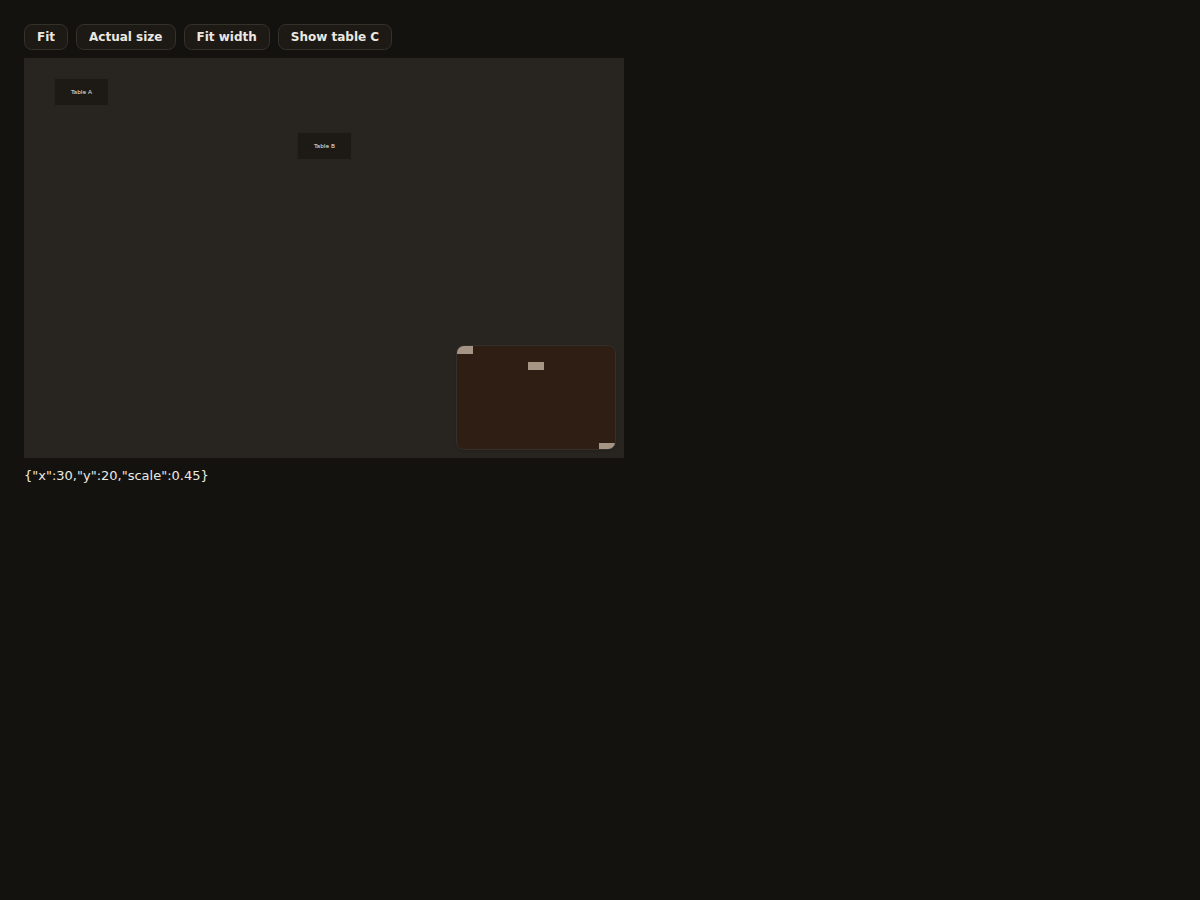 Fit
Actual size
Fit width
Show table C
Table A
Table B
{"x":30,"y":20,"scale":0.45}